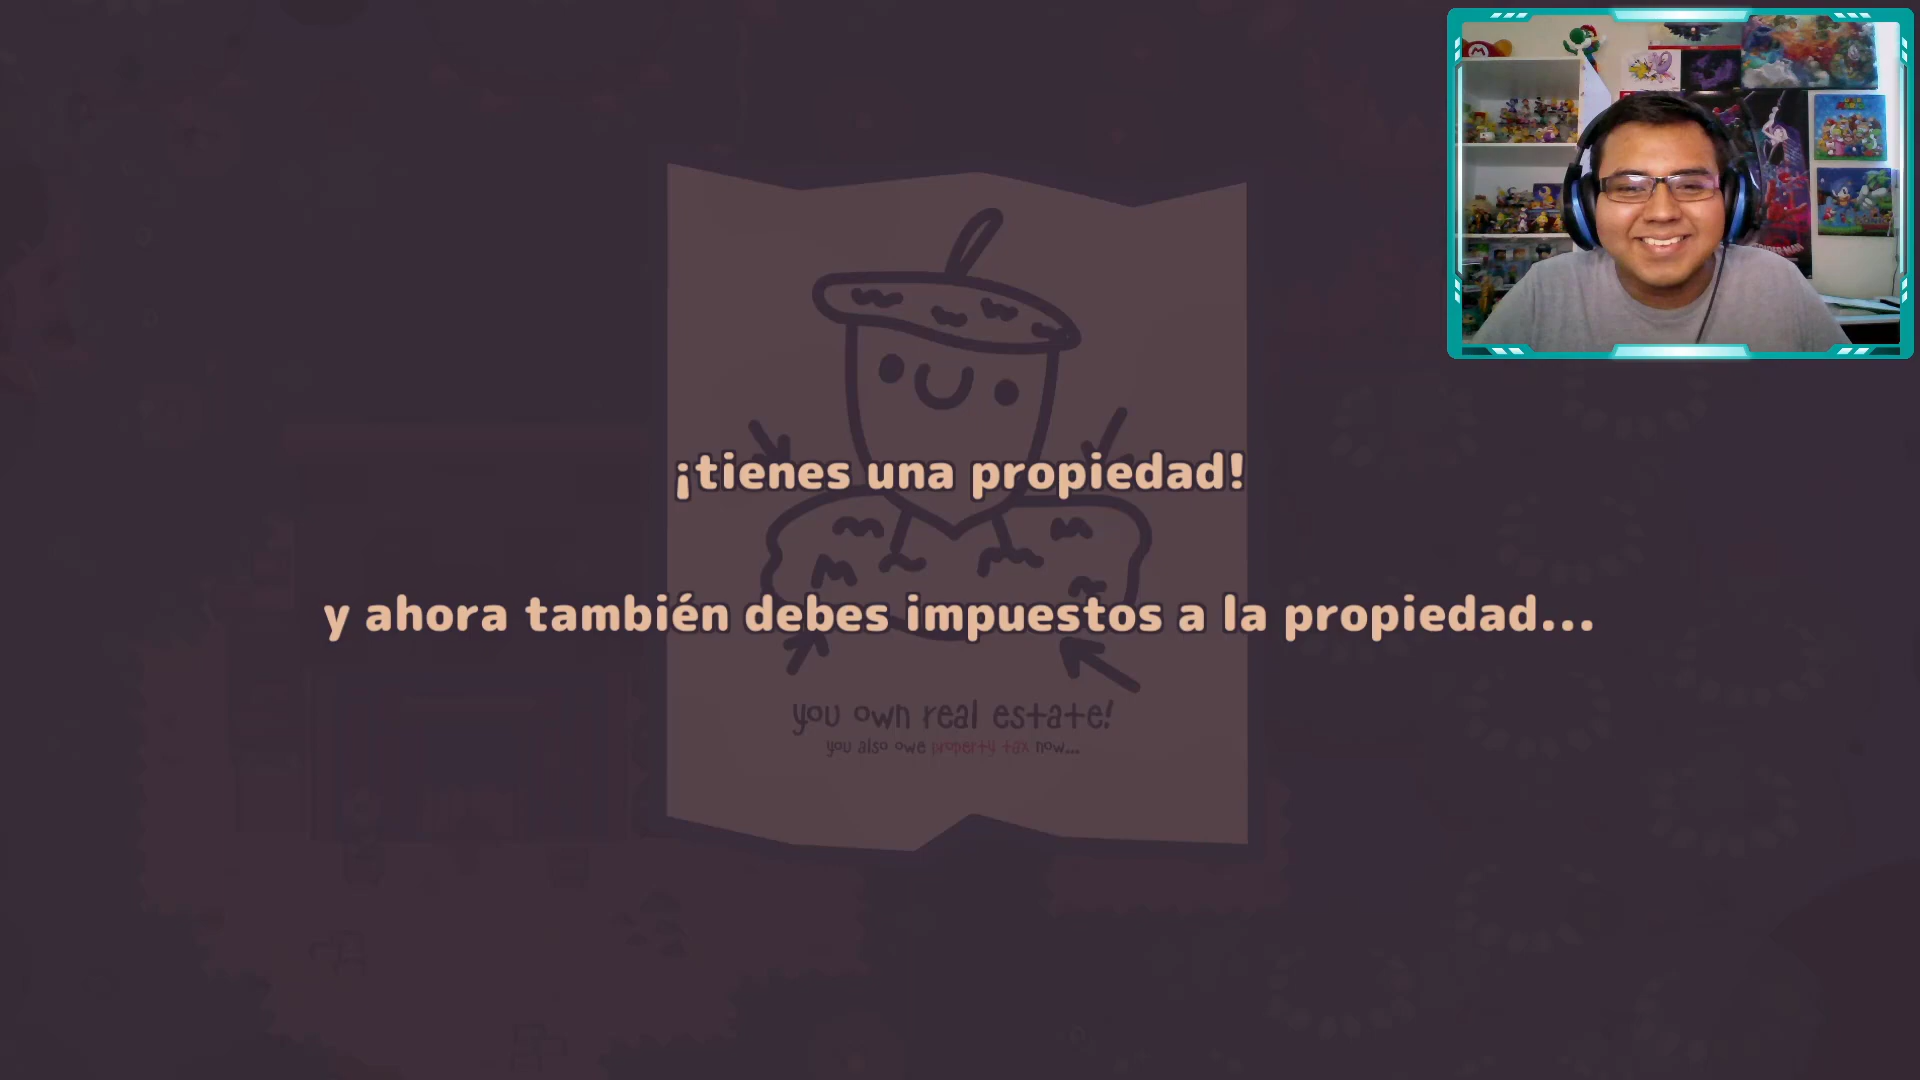 ¡tienes una propiedad!
y ahora también debes impuestos a la propiedad...
you own real estate!
you also owe property tax now...